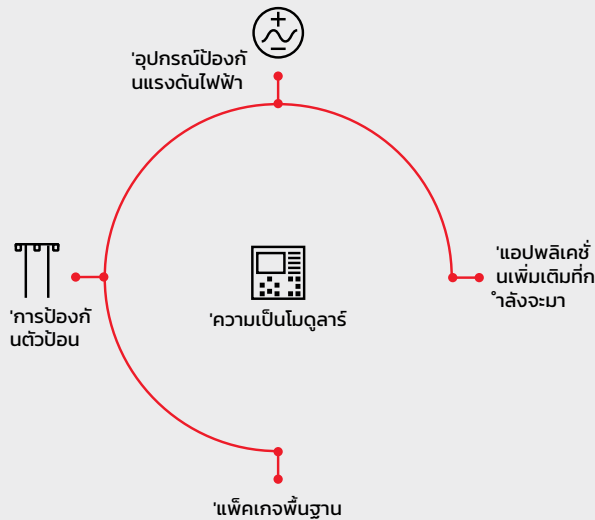 'อุปกรณ์ป้องกั
นแรงดันไฟฟ้า
'แอปพลิเคชั่
นเพิ่มเติมที่ก
ำลังจะมา
'ความเป็นโมดูลาร์
'การป้องกั
นตัวป้อน
'แพ็คเกจพื้นฐาน